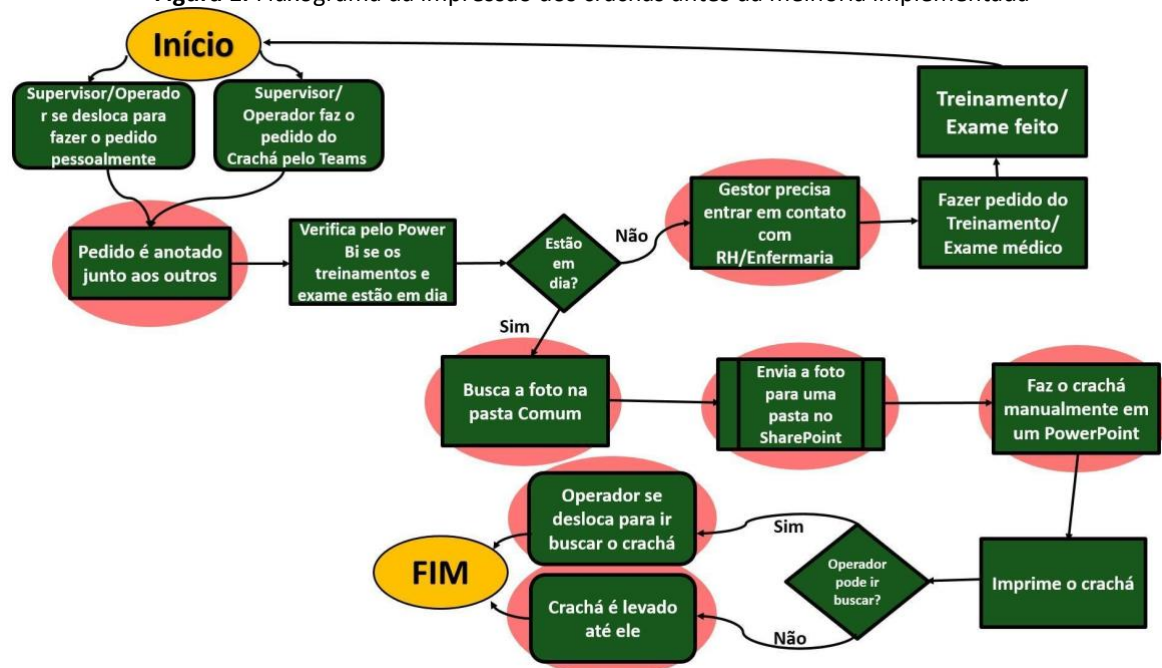 Figura 1. Fluxograma da impressão dos crachás antes da melhoria implementada
Início
Supervisor/Operado
r se desloca para
fazer o pedido
pessoalmente
Supervisor/
Operador faz o
pedido do
Crachá pelo Teams
Treinamento/
Exame feito
Pedido é anotado
junto aos outros
Verifica pelo Power
Bi se os
treinamentos e
exame estão em dia
Estão
em
dia?
Não
Gestor precisa
entrar em contato
com
RH/Enfermaria
Fazer pedido do
Treinamento/
Exame médico
Sim
Busca a foto na
pasta Comum
Envia a foto
para uma
pasta no
SharePoint
Faz o crachá
manualmente em
um PowerPoint
Operador se
desloca para ir
buscar o crachá
Sim
FIM
Operador
pode ir
buscar?
Imprime o crachá
Crachá é levado
até ele
Não